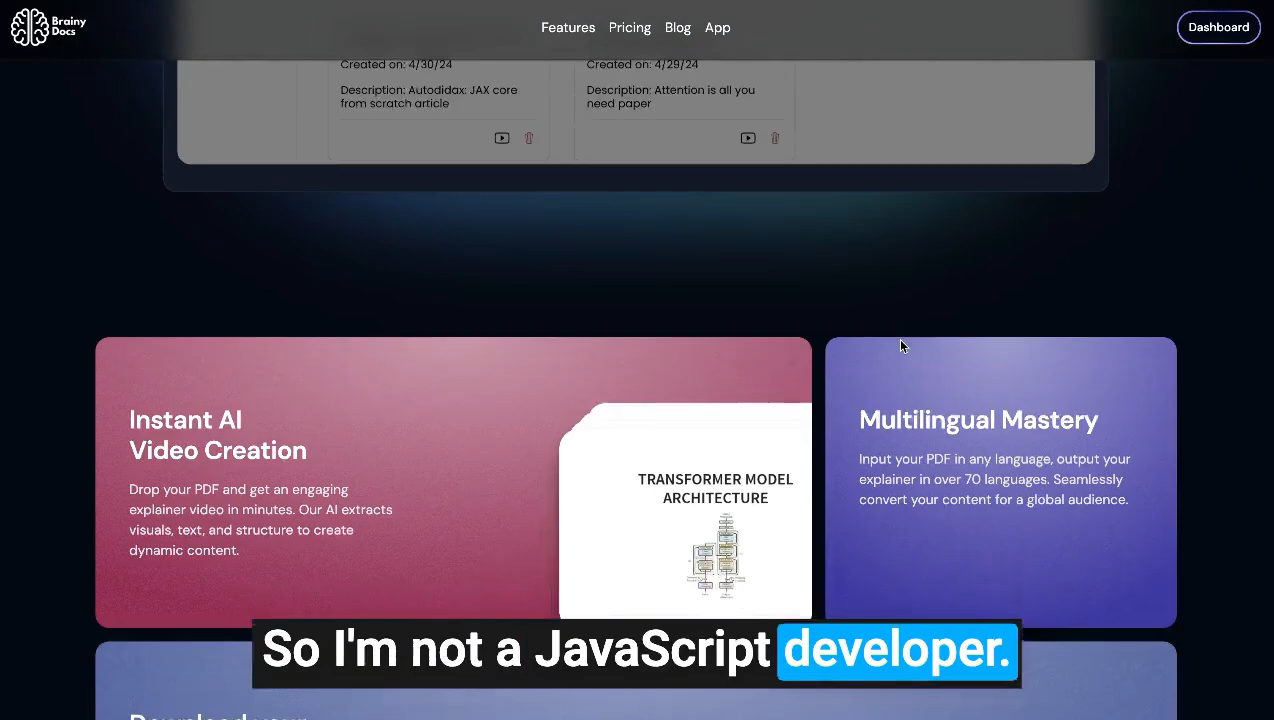 Brainy
Docs
Features
Pricing
Blog
App
Dashboard
Created on: 4/30/24
Description: Autodidax: JAX core
from scratch article
Created on: 4/29/24
Description: Attention is all you
need paper
Instant AI
Video Creation
Drop your PDF and get an engaging
explainer video in minutes. Our AI extracts
visuals, text, and structure to create
dynamic content.
TRANSFORMER MODEL
ARCHITECTURE
Multilingual Mastery
Input your PDF in any language, output your
explainer in over 70 languages. Seamlessly
convert your content for a global audience.
So I'm not a JavaScript developer.